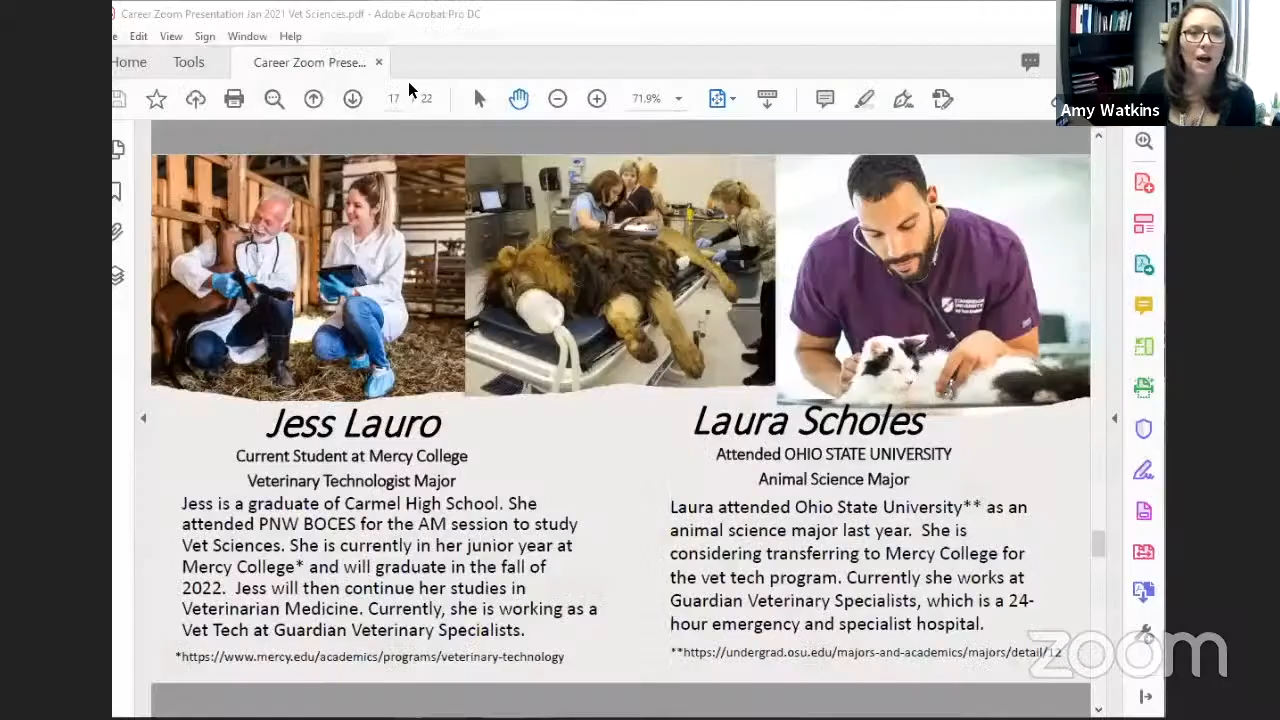 Career Zoom Presentation Jan 2021 Vet Sciences.pdf - Adobe Acrobat Pro DC
e Edit View Sign Window Help
Home Tools Career Zoom Prese... ×
17 / 22 71.9%
Amy Watkins
Jess Lauro
Current Student at Mercy College
Veterinary Technologist Major
Jess is a graduate of Carmel High School. She
attended PNW BOCES for the AM session to study
Vet Sciences. She is currently in her junior year at
Mercy College* and will graduate in the fall of
2022. Jess will then continue her studies in
Veterinarian Medicine. Currently, she is working as a
Vet Tech at Guardian Veterinary Specialists.
*https://www.mercy.edu/academics/programs/veterinary-technology
Laura Scholes
Attended OHIO STATE UNIVERSITY
Animal Science Major
Laura attended Ohio State University** as an
animal science major last year. She is
considering transferring to Mercy College for
the vet tech program. Currently she works at
Guardian Veterinary Specialists, which is a 24-
hour emergency and specialist hospital.
**https://undergrad.osu.edu/majors-and-academics/majors/detail/12
zoom